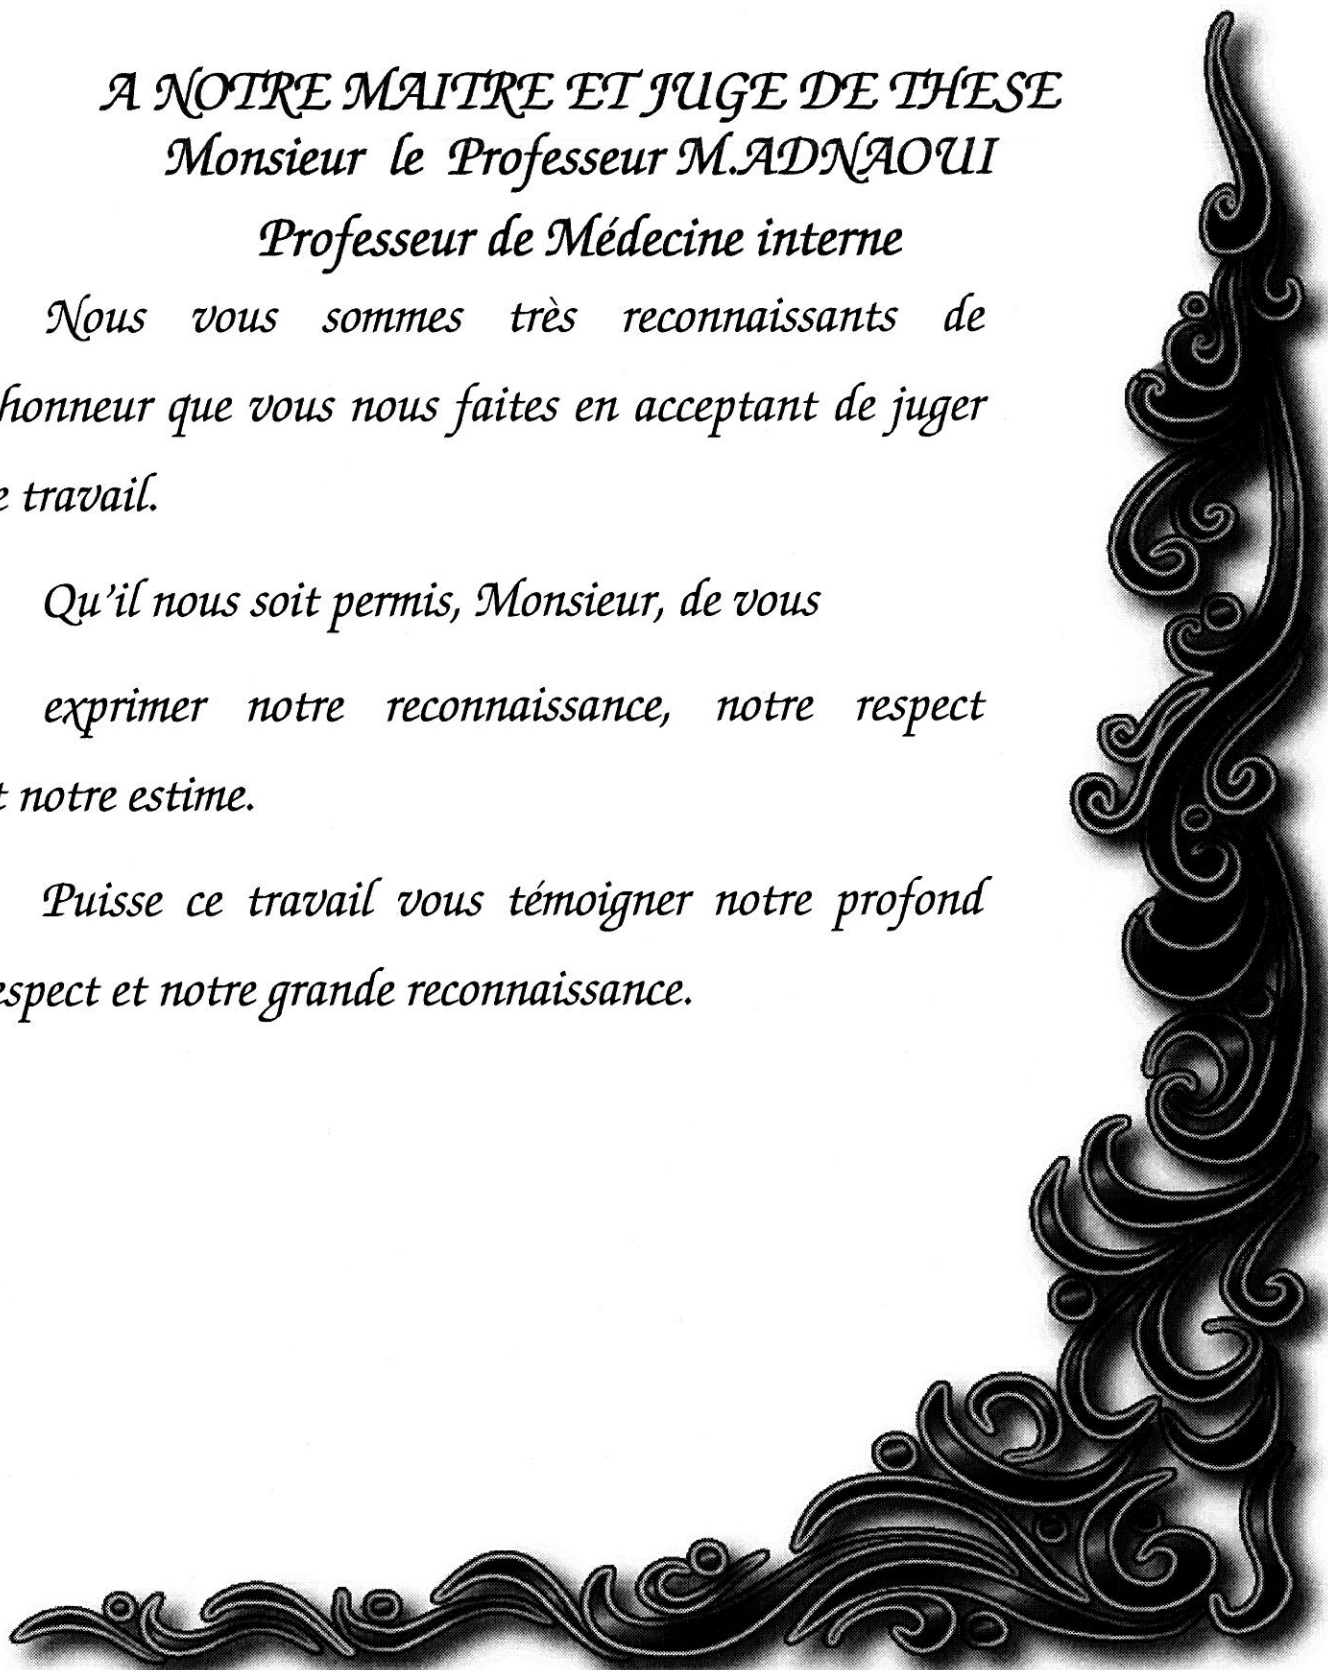 A NOTRE MAITRE ET JUGE DE THESE
Monsieur le Professeur M.ADNAOUI
Professeur de Médecine interne
Nous vous sommes très reconnaissants de
honneur que vous nous faites en acceptant de juger
e travail.
Qu'il nous soit permis, Monsieur, de vous
exprimer notre reconnaissance, notre respect
t notre estime.
Puisse ce travail vous témoigner notre profond
espect et notre grande reconnaissance.